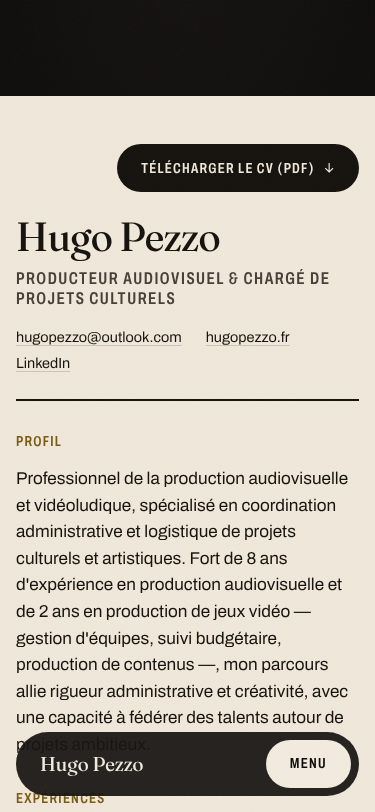 TÉLÉCHARGER LE CV (PDF) ↓
Hugo Pezzo
PRODUCTEUR AUDIOVISUEL & CHARGÉ DE
PROJETS CULTURELS
hugopezzo@outlook.com hugopezzo.fr
LinkedIn
PROFIL
Professionnel de la production audiovisuelle
et vidéoludique, spécialisé en coordination
administrative et logistique de projets
culturels et artistiques. Fort de 8 ans
d'expérience en production audiovisuelle et
de 2 ans en production de jeux vidéo —
gestion d'équipes, suivi budgétaire,
production de contenus —, mon parcours
allie rigueur administrative et créativité, avec
une capacité à fédérer des talents autour de
projets ambitieux.
Hugo Pezzo MENU
EXPÉRIENCES